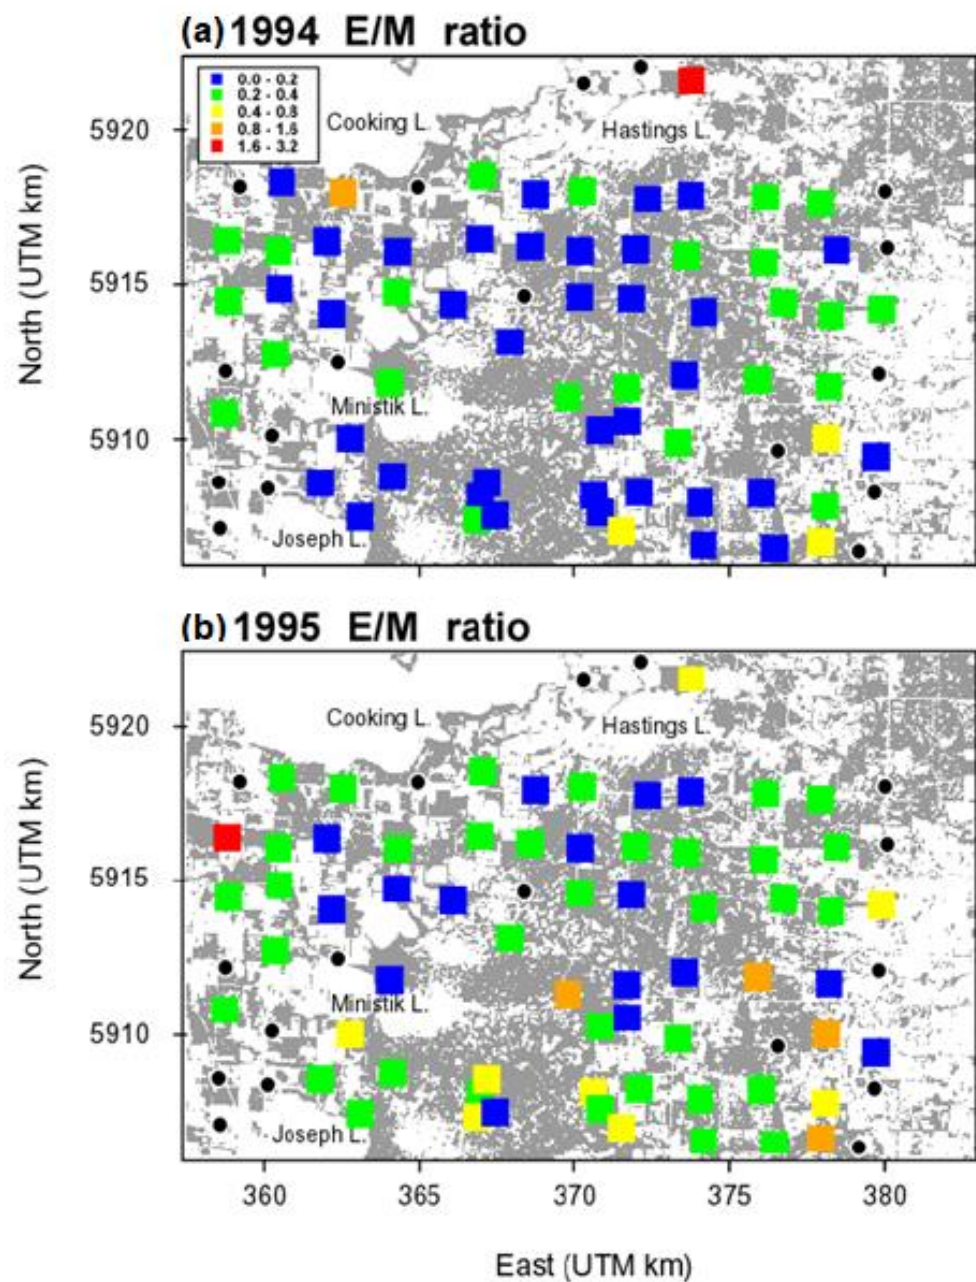 (a) 1994 E/M ratio
0.0 - 0.2
0.2 - 0.4
0.4 - 0.8
0.8 - 1.6
1.6 - 3.2
Cooking L.
Hastings L.
5920
5915
5910
North (UTM km)
Ministik L.
Joseph L.
(b) 1995 E/M ratio
Cooking L.
Hastings L.
5920
5915
5910
North (UTM km)
Ministik L.
Joseph L.
360 365 370 375 380
East (UTM km)